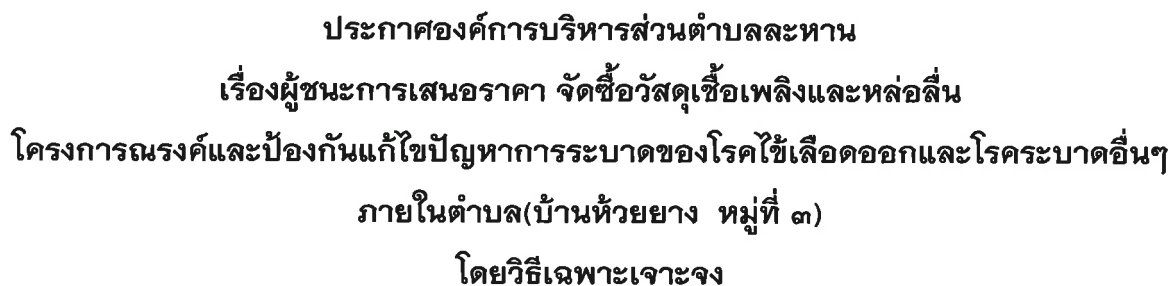 ประกาศองค์การบริหารส่วนตำบลละหาน
เรื่องผู้ชนะการเสนอราคา จัดซื้อวัสดุเชื้อเพลิงและหล่อลื่น
โครงการณรงค์และป้องกันแก้ไขปัญหาการระบาดของโรคไข้เลือดออกและโรคระบาดอื่นๆ
ภายในตำบล(บ้านห้วยยาง หมู่ที่ ๓)
โดยวิธีเฉพาะเจาะจง